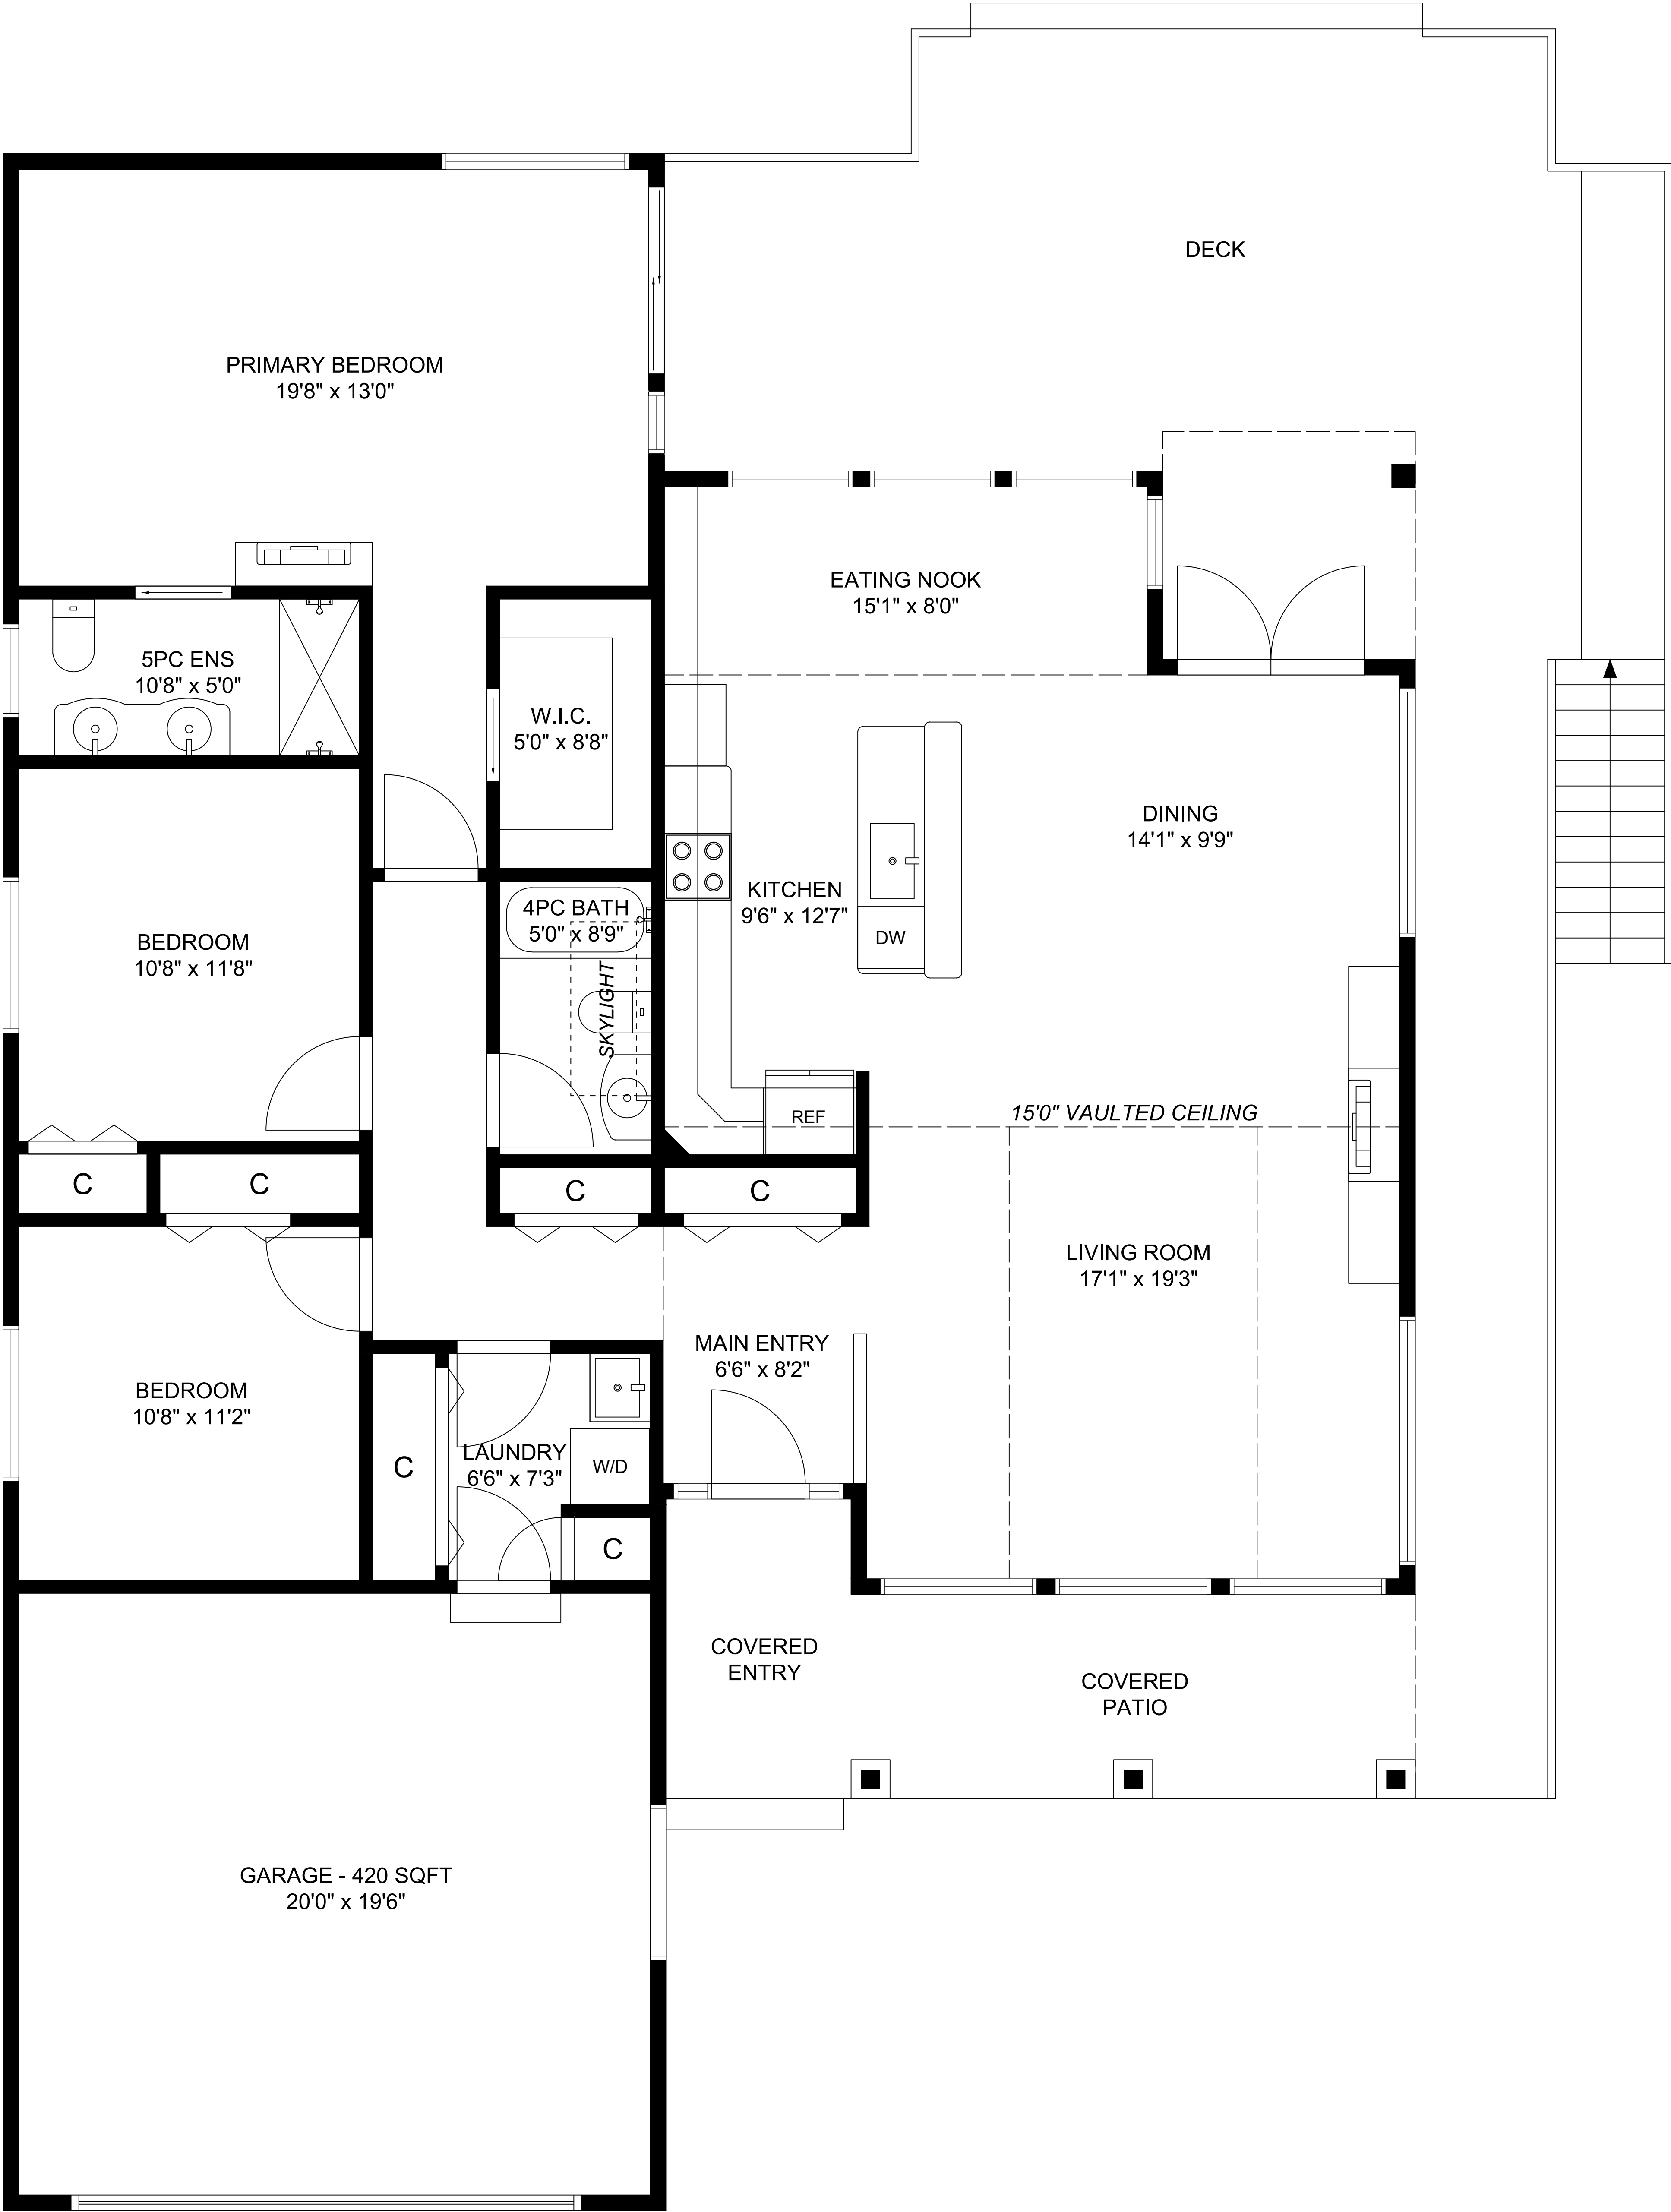 DECK
PRIMARY BEDROOM
19'8" x 13'0"
EATING NOOK
15'1" x 8'0"
5PC ENS
10'8" x 5'0"
W.I.C.
5'0" x 8'8"
DINING
14'1" x 9'9"
KITCHEN
9'6" x 12'7"
4PC BATH
5'0" x 8'9"
DW
BEDROOM
10'8" x 11'8"
SKYLIGHT
REF
15'0" VAULTED CEILING
C
C
C
C
LIVING ROOM
17'1" x 19'3"
MAIN ENTRY
6'6" x 8'2"
BEDROOM
10'8" x 11'2"
C
LAUNDRY
6'6" x 7'3"
W/D
C
COVERED
ENTRY
COVERED
PATIO
GARAGE - 420 SQFT
20'0" x 19'6"